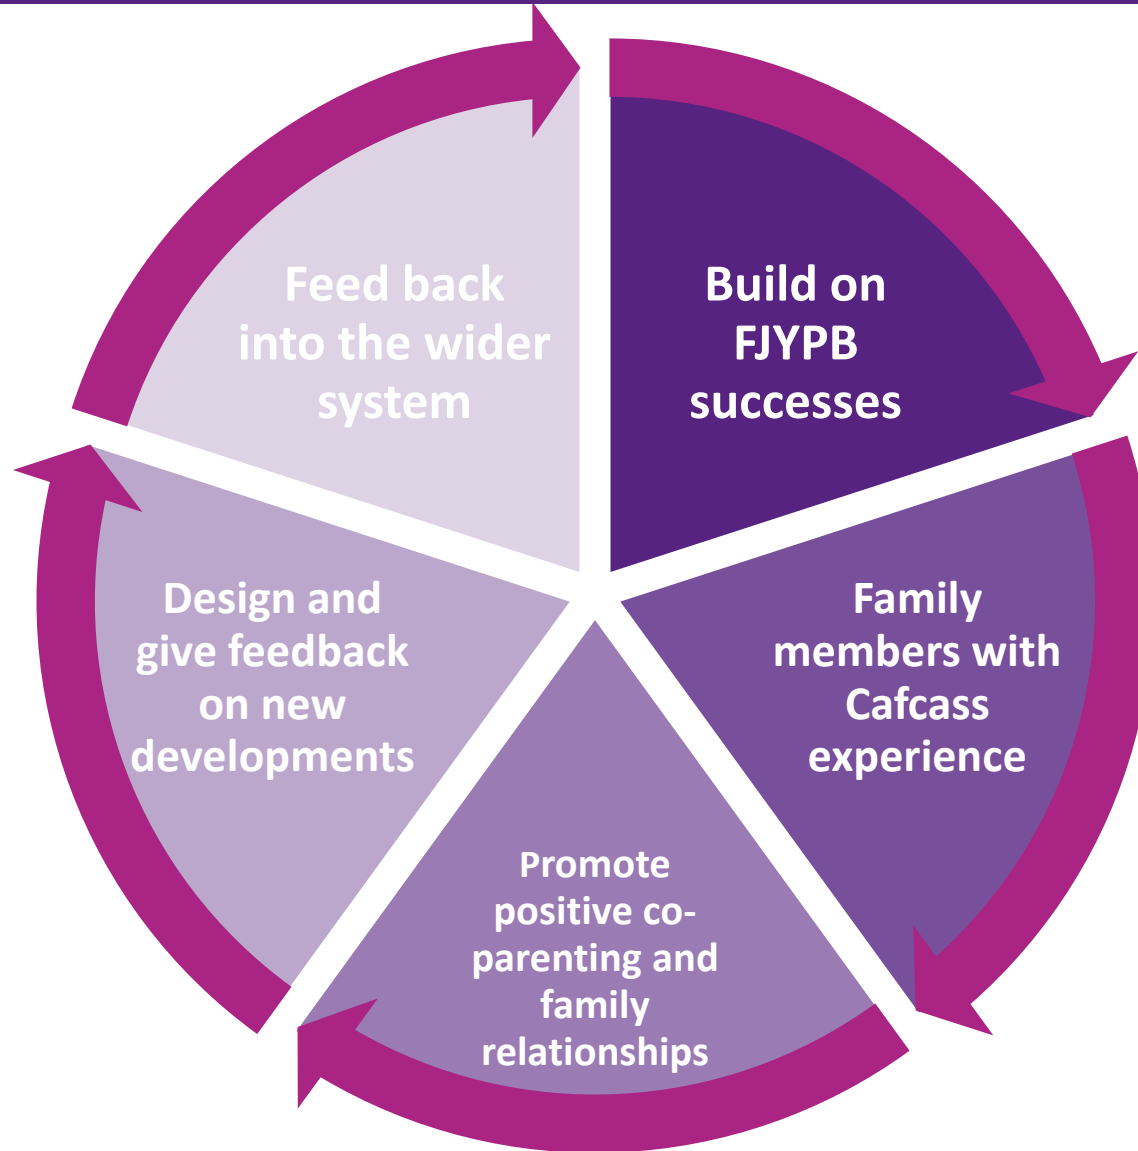 Build on
FJYPB
successes
Family
members with
Cafcass
experience
Promote
positive co-
parenting and
family
relationships
Design and
give feedback
on new
developments
Feed back
into the wider
system